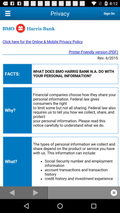 8:12
Privacy
BMO Harris Bank
Click here for the Online & Mobile Privacy Policy
Printer-friendly version (PDF)
Rev. 6/2015
FACTS:
WHAT DOES BMO HARRIS BANK N.A. DO WITH
YOUR PERSONAL INFORMATION?
Why?
Financial companies choose how they share your
personal information. Federal law gives
consumers the right
to limit some but not all sharing. Federal law also
requires us to tell you how we collect, share, and
protect
your personal information. Please read this
notice carefully to understand what we do.
What?
The types of personal information we collect and
share depend on the product or service you have
with us. This information can include:
Social Security number and employment
information
account transactions and transaction
history
credit history and investment experience